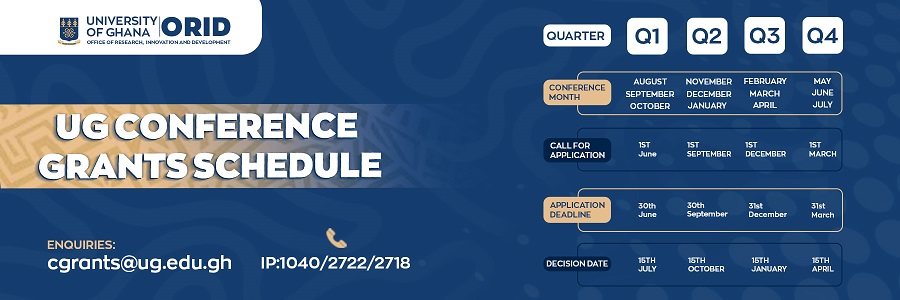 UNIVERSITY
OF GHANA
ORID
OFFICE OF RESEARCH, INNOVATION AND DEVELOPMENT
UG CONFERENCE
GRANTS SCHEDULE
ENQUIRIES:
cgrants@ug.edu.gh
IP:1040/2722/2718
QUARTER Q1 Q2 Q3 Q4
CONFERENCE
MONTH
AUGUST NOVEMBER FEBRUARY MAY
SEPTEMBER DECEMBER MARCH JUNE
OCTOBER JANUARY APRIL JULY
CALL FOR
APPLICATION
1ST 1ST 1ST 1ST
June SEPTEMBER DECEMBER MARCH
APPLICATION
DEADLINE
30th 30th 31st 31st
June September December March
DECISION DATE
15TH 15TH 15TH 15TH
JULY OCTOBER JANUARY APRIL